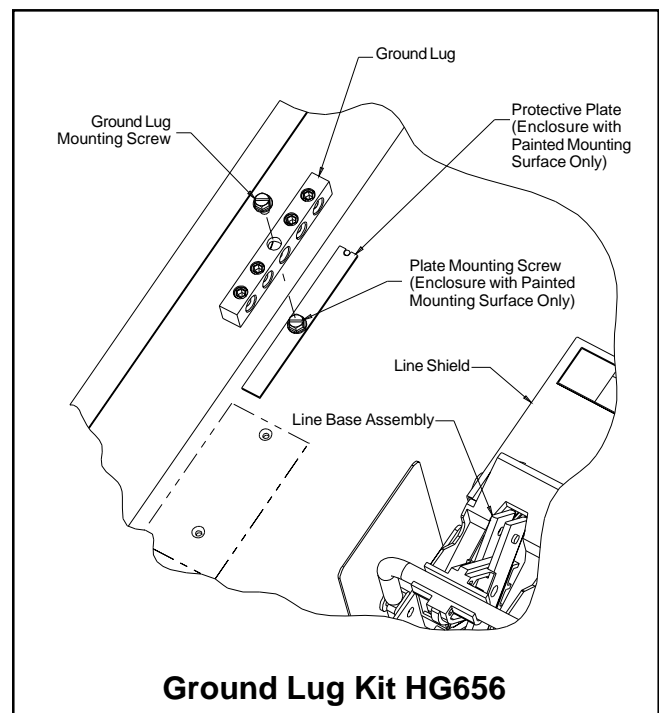 Ground Lug
Ground Lug
Mounting Screw
Protective Plate
(Enclosure with
Painted Mounting
Surface Only)
Plate Mounting Screw
(Enclosure with Painted
Mounting Surface Only)
Line Shield
Line Base Assembly
Ground Lug Kit HG656